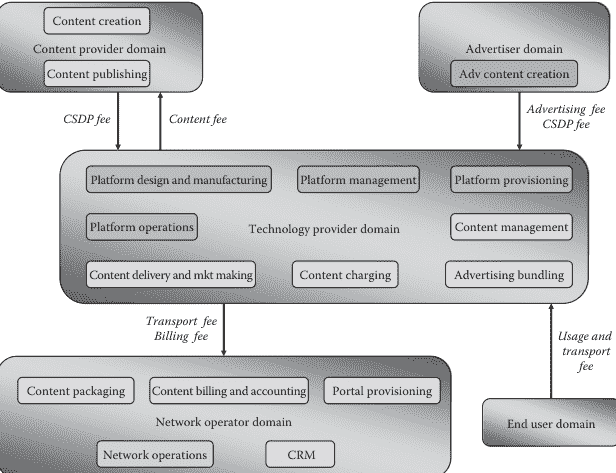 Content creation
Content provider domain
Content publishing
Advertiser domain
Adv content creation
CSDP fee
Content fee
Advertising fee
CSDP fee
Platform design and manufacturing
Platform management
Platform provisioning
Platform operations
Technology provider domain
Content management
Content delivery and mkt making
Content charging
Advertising bundling
Transport fee
Billing fee
Usage and
transport
fee
Content packaging
Content billing and accounting
Portal provisioning
Network operator domain
End user domain
Network operations
CRM